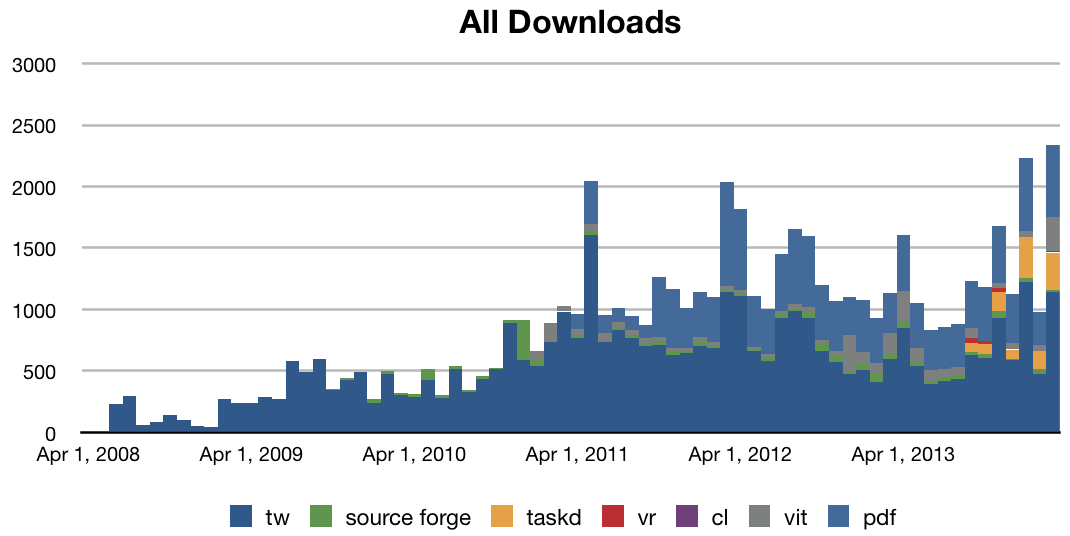 All Downloads
3000
2500
2000
1500
1000
500
0
Apr 1, 2008 Apr 1, 2009 Apr 1, 2010 Apr 1, 2011 Apr 1, 2012 Apr 1, 2013
tw source forge taskd vr cl vit pdf